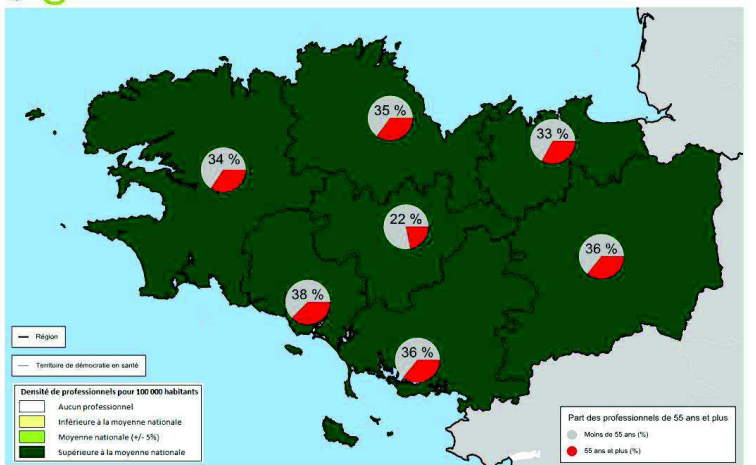 35 %
33 %
34 %
22 %
36 %
38 %
36 %
Région
Territoire de démocratie en santé
Densité de professionnels pour 100 000 habitants
Aucun professionnel
Inférieure à la moyenne nationale
Moyenne nationale (+/- 5%)
Supérieure à la moyenne nationale
Part des professionnels de 55 ans et plus
Moins de 55 ans (%)
55 ans et plus (%)